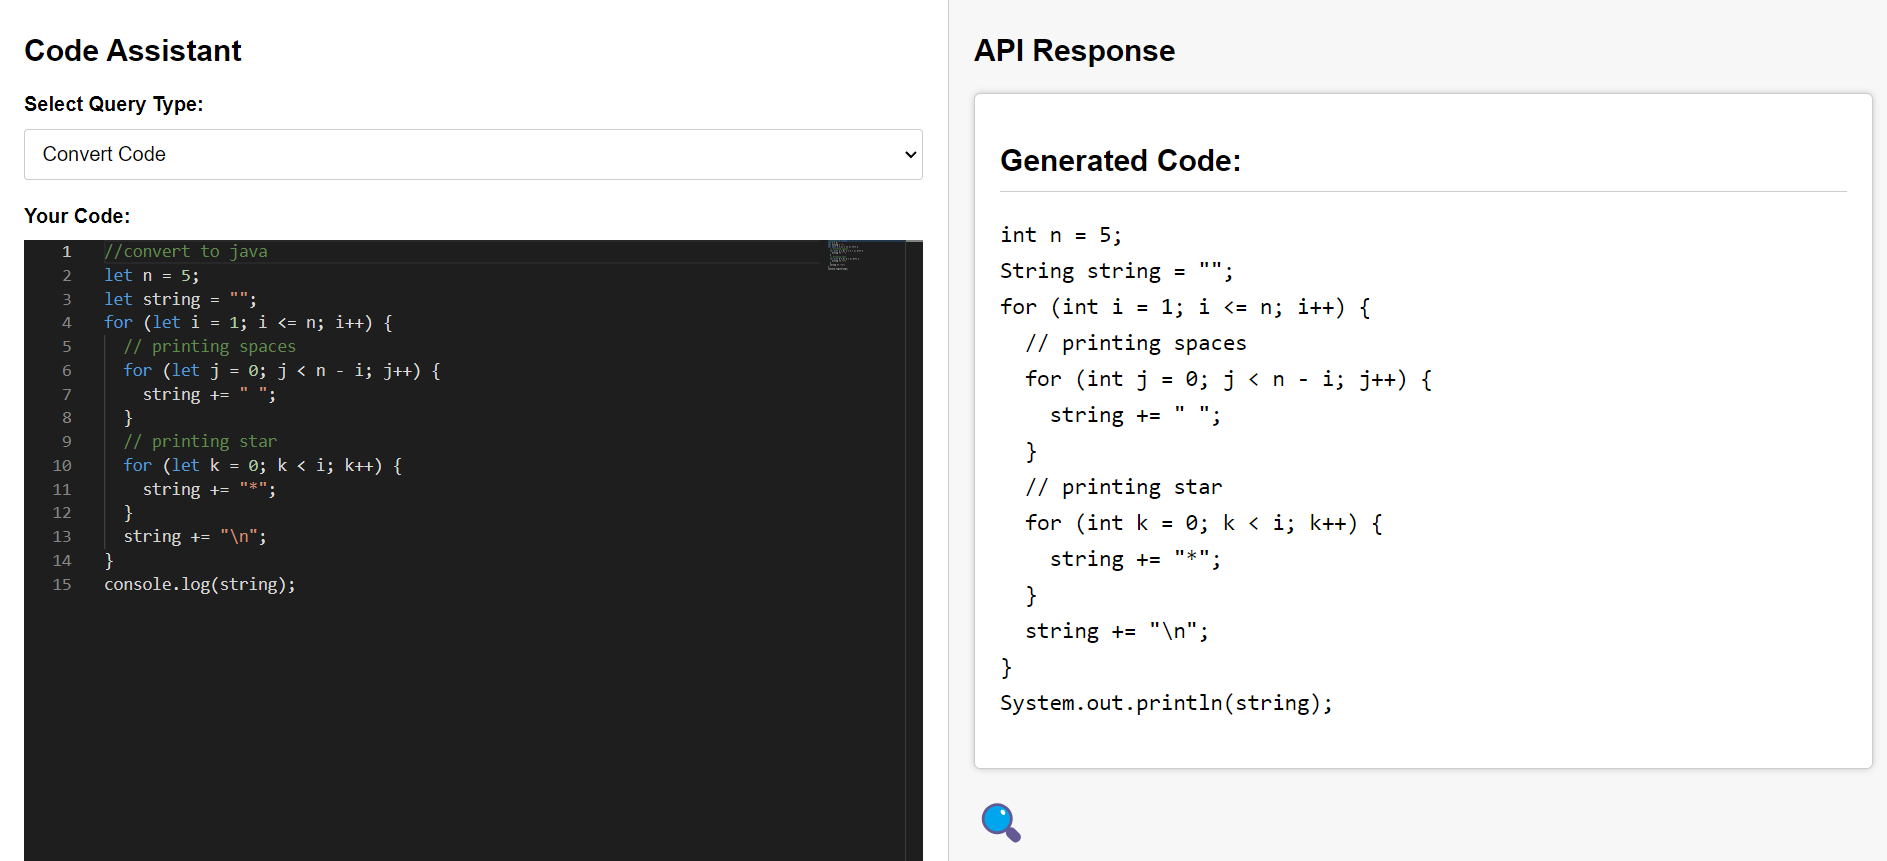 Code Assistant
Select Query Type:
Convert Code
Your Code:
1 //convert to java
2 let n = 5;
3 let string = "";
4 for (let i = 1; i <= n; i++) {
5   // printing spaces
6   for (let j = 0; j < n - i; j++) {
7     string += " ";
8   }
9   // printing star
10   for (let k = 0; k < i; k++) {
11     string += "*";
12   }
13   string += "\n";
14 }
15 console.log(string);
API Response
Generated Code:
int n = 5;
String string = "";
for (int i = 1; i <= n; i++) {
  // printing spaces
  for (int j = 0; j < n - i; j++) {
    string += " ";
  }
  // printing star
  for (int k = 0; k < i; k++) {
    string += "*";
  }
  string += "\n";
}
System.out.println(string);